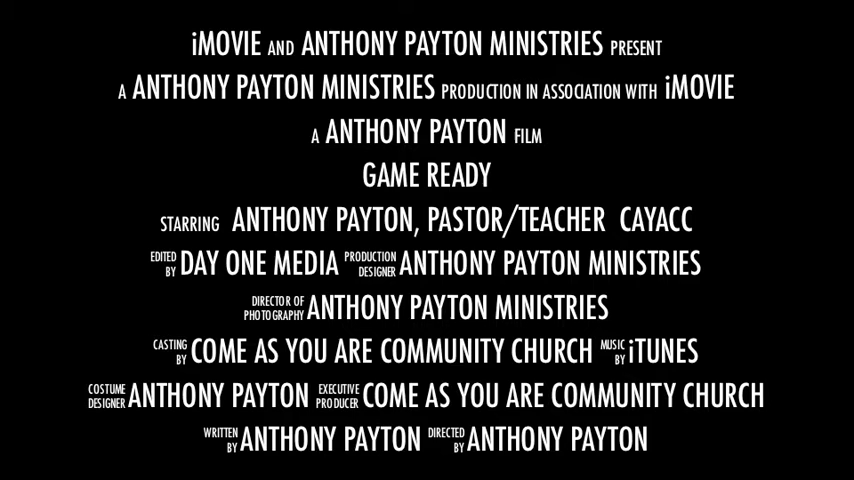 iMOVIE AND ANTHONY PAYTON MINISTRIES PRESENT
A ANTHONY PAYTON MINISTRIES PRODUCTION IN ASSOCIATION WITH iMOVIE
A ANTHONY PAYTON FILM
GAME READY
STARRING ANTHONY PAYTON, PASTOR/TEACHER CAYACC
EDITED BY DAY ONE MEDIA PRODUCTION DESIGNER ANTHONY PAYTON MINISTRIES
DIRECTOR OF PHOTOGRAPHY ANTHONY PAYTON MINISTRIES
CASTING BY COME AS YOU ARE COMMUNITY CHURCH MUSIC BY iTUNES
COSTUME DESIGNER ANTHONY PAYTON EXECUTIVE PRODUCER COME AS YOU ARE COMMUNITY CHURCH
WRITTEN BY ANTHONY PAYTON DIRECTED BY ANTHONY PAYTON